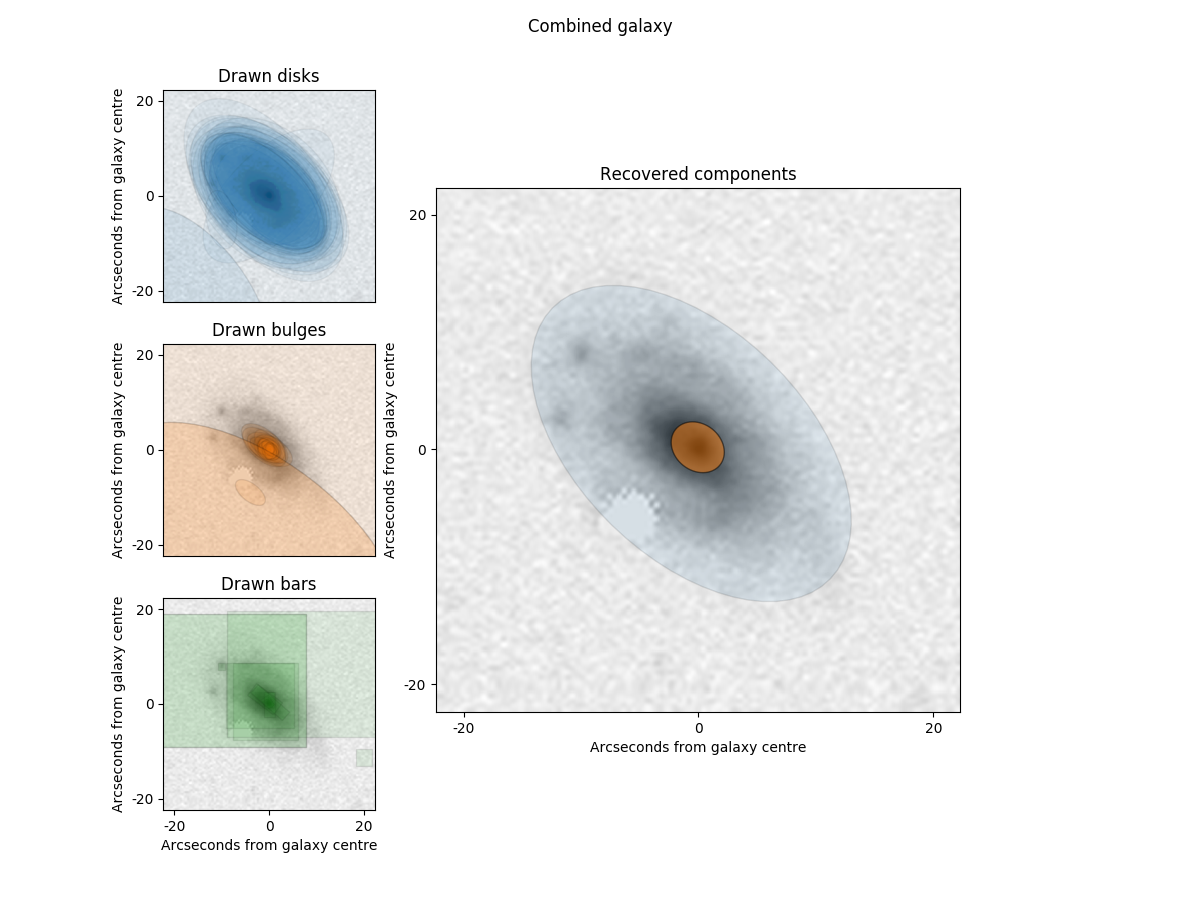 Combined galaxy
Drawn disks
Arcseconds from galaxy centre
20
0
-20
Drawn bulges
Arcseconds from galaxy centre
20
0
-20
Drawn bars
Arcseconds from galaxy centre
20
0
-20
-20 0 20
Arcseconds from galaxy centre
Recovered components
Arcseconds from galaxy centre
20
0
-20
-20 0 20
Arcseconds from galaxy centre